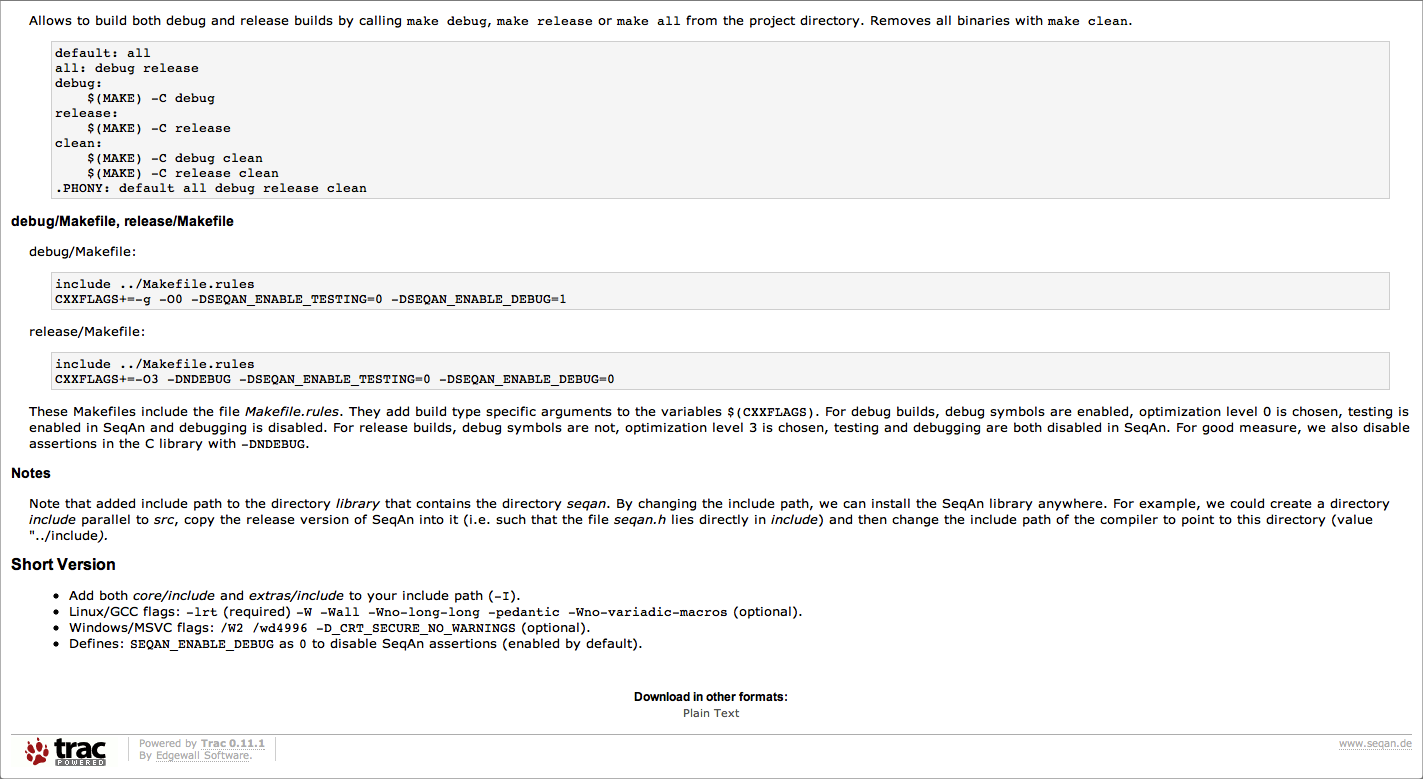 Allows to build both debug and release builds by calling make debug, make release or make all from the project directory. Removes all binaries with make clean.
default: all
all: debug release
debug:
    $(MAKE) -C debug
release:
    $(MAKE) -C release
clean:
    $(MAKE) -C debug clean
    $(MAKE) -C release clean
.PHONY: default all debug release clean
debug/Makefile, release/Makefile
debug/Makefile:
include ../Makefile.rules
CXXFLAGS+=-g -O0 -DSEQAN_ENABLE_TESTING=0 -DSEQAN_ENABLE_DEBUG=1
release/Makefile:
include ../Makefile.rules
CXXFLAGS+=-O3 -DNDEBUG -DSEQAN_ENABLE_TESTING=0 -DSEQAN_ENABLE_DEBUG=0
These Makefiles include the file Makefile.rules. They add build type specific arguments to the variables $(CXXFLAGS). For debug builds, debug symbols are enabled, optimization level 0 is chosen, testing is
enabled in SeqAn and debugging is disabled. For release builds, debug symbols are not, optimization level 3 is chosen, testing and debugging are both disabled in SeqAn. For good measure, we also disable
assertions in the C library with -DNDEBUG.
Notes
Note that added include path to the directory library that contains the directory seqan. By changing the include path, we can install the SeqAn library anywhere. For example, we could create a directory
include parallel to src, copy the release version of SeqAn into it (i.e. such that the file seqan.h lies directly in include) and then change the include path of the compiler to point to this directory (value
"../include).
Short Version
• Add both core/include and extras/include to your include path (-I).
• Linux/GCC flags: -lrt (required) -W -Wall -Wno-long-long -pedantic -Wno-variadic-macros (optional).
• Windows/MSVC flags: /W2 /wd4996 -D_CRT_SECURE_NO_WARNINGS (optional).
• Defines: SEQAN_ENABLE_DEBUG as 0 to disable SeqAn assertions (enabled by default).
Download in other formats:
Plain Text
trac
POWERED
Powered by Trac 0.11.1
By Edgewall Software.
www.seqan.de